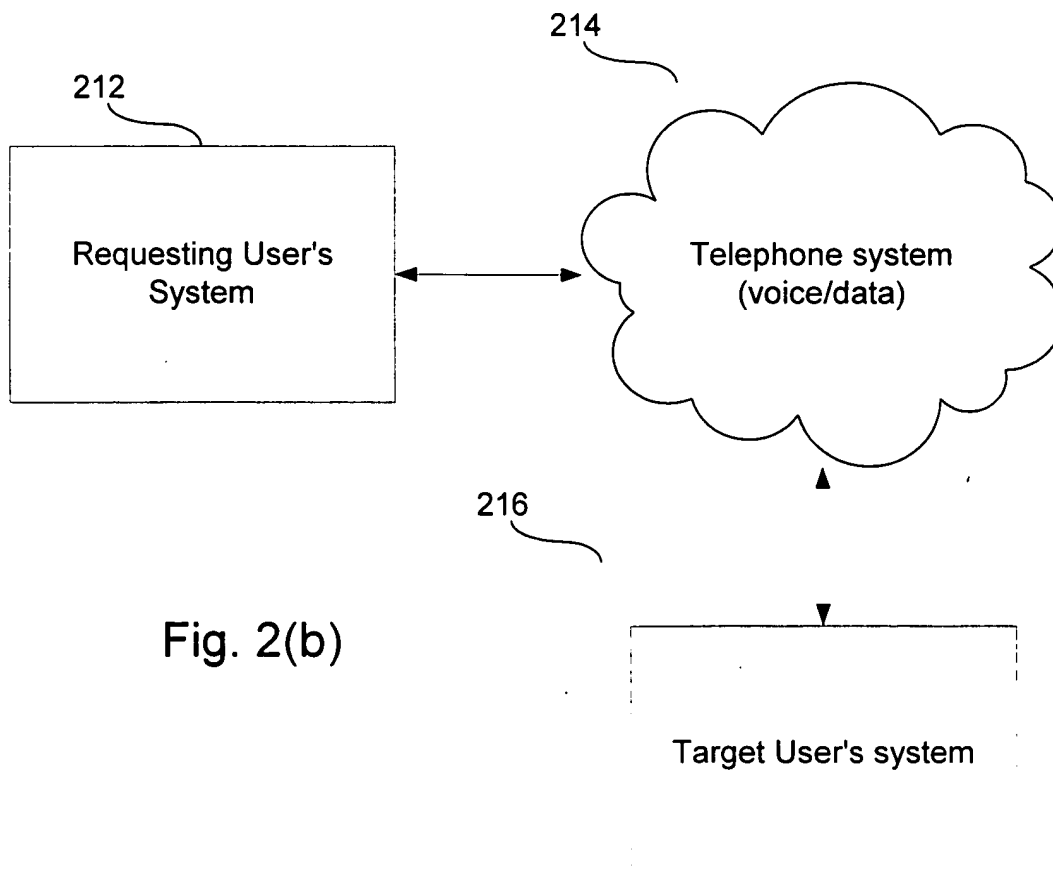 214
212
Requesting User's
System
Telephone system
(voice/data)
216
Fig. 2(b)
Target User's system